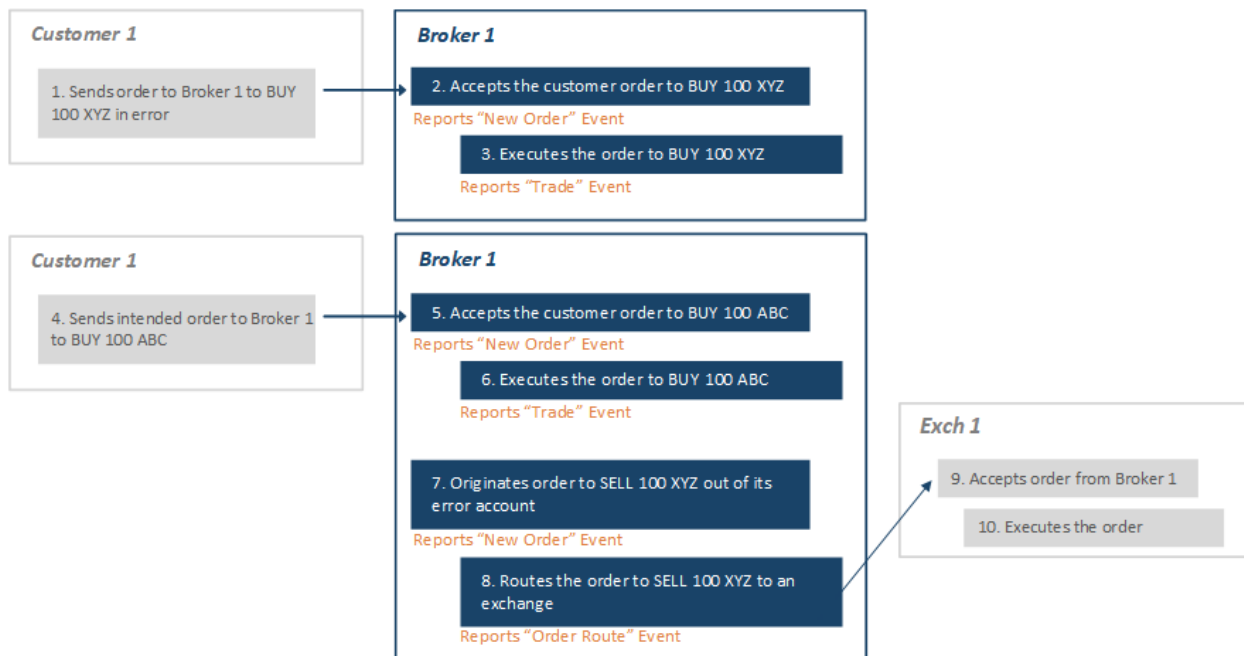 Customer 1
1. Sends order to Broker 1 to BUY
100 XYZ in error
Broker 1
2. Accepts the customer order to BUY 100 XYZ
Reports “New Order” Event
3. Executes the order to BUY 100 XYZ
Reports “Trade” Event
Customer 1
4. Sends intended order to Broker 1
to BUY 100 ABC
Broker 1
5. Accepts the customer order to BUY 100 ABC
Reports “New Order” Event
6. Executes the order to BUY 100 ABC
Reports “Trade” Event
7. Originates order to SELL 100 XYZ out of its
error account
Reports “New Order” Event
8. Routes the order to SELL 100 XYZ to an
exchange
Reports “Order Route” Event
Exch 1
9. Accepts order from Broker 1
10. Executes the order